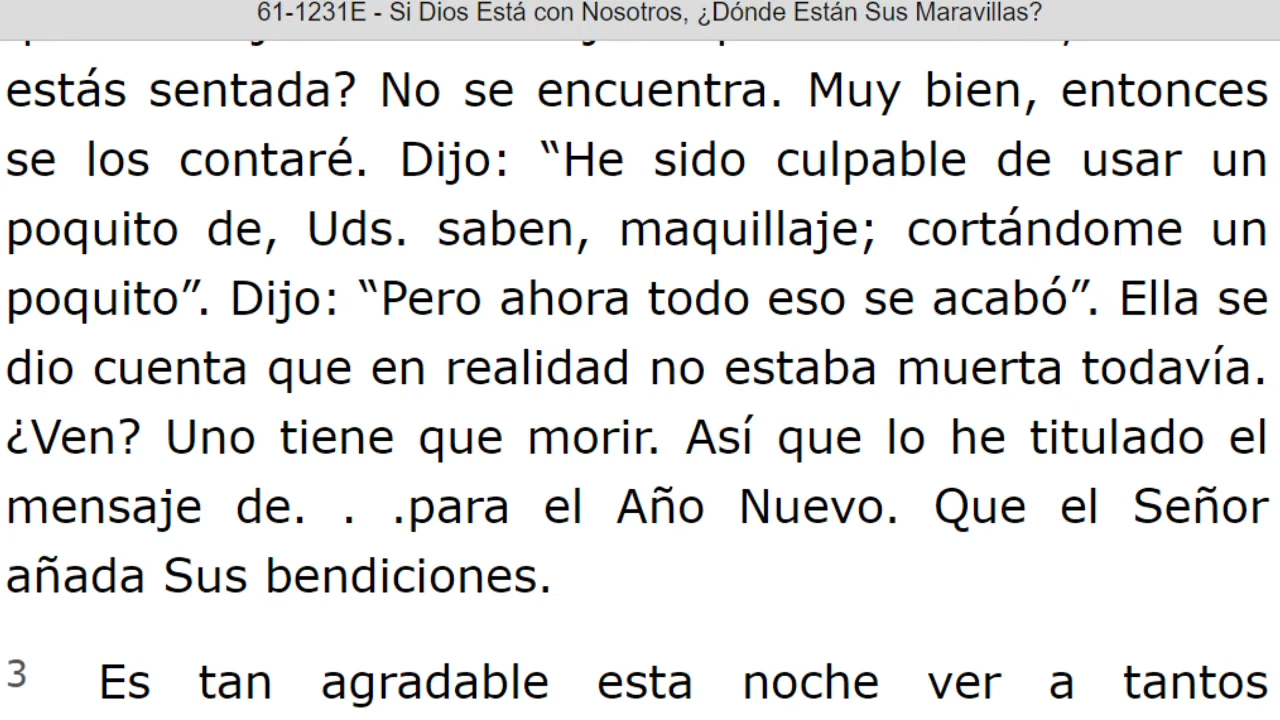 61-1231E - Si Dios Está con Nosotros, ¿Dónde Están Sus Maravillas?
estás sentada? No se encuentra. Muy bien, entonces
se los contaré. Dijo: “He sido culpable de usar un
poquito de, Uds. saben, maquillaje; cortándome un
poquito”. Dijo: “Pero ahora todo eso se acabó”. Ella se
dio cuenta que en realidad no estaba muerta todavía.
¿Ven? Uno tiene que morir. Así que lo he titulado el
mensaje de. . .para el Año Nuevo. Que el Señor
añada Sus bendiciones.
3 Es tan agradable esta noche ver a tantos